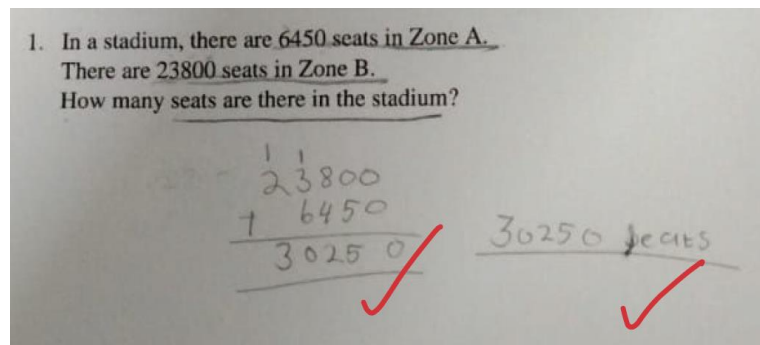 1. In a stadium, there are 6450 seats in Zone A.
There are 23800 seats in Zone B.
How many seats are there in the stadium?
1 1
23800
+ 6450
30250
30250 seats